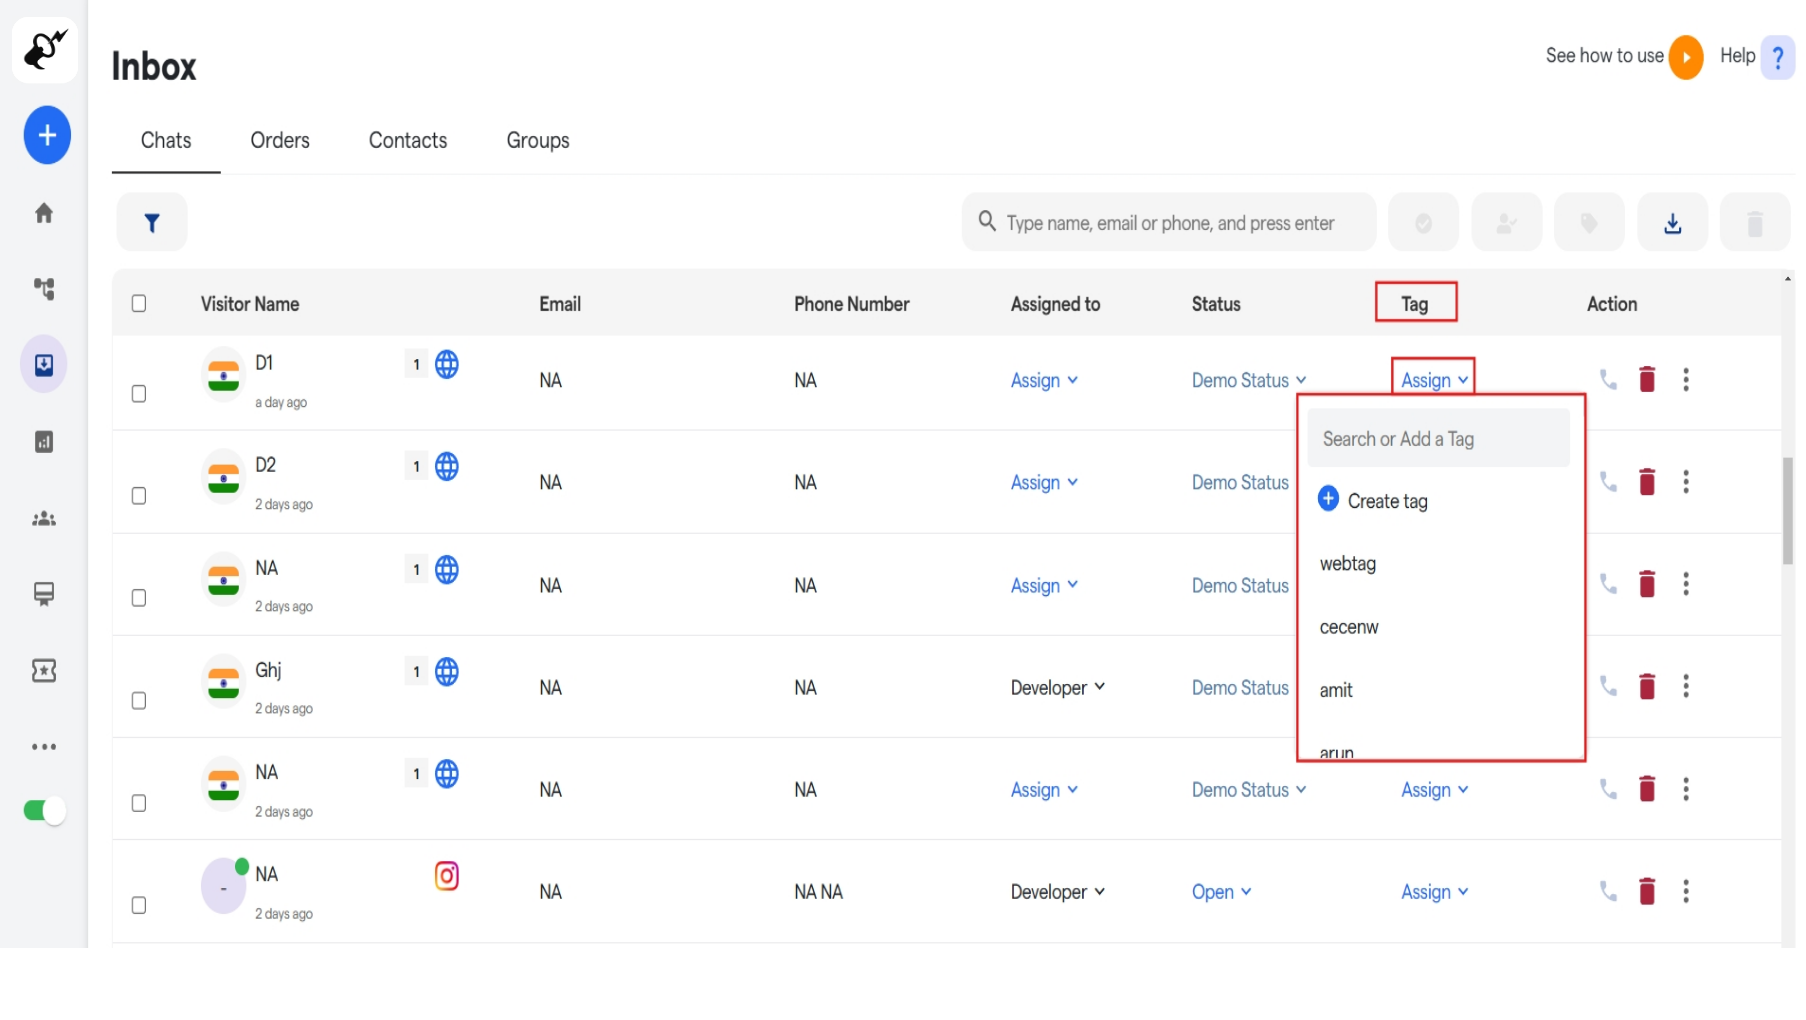 Inbox
See how to use
Help ?
Chats Orders Contacts Groups
Type name, email or phone, and press enter
Visitor Name Email Phone Number Assigned to Status Tag Action
D1 1 NA NA Assign Demo Status Assign
a day ago
Search or Add a Tag
D2 1 NA NA Assign Demo Status
2 days ago
Create tag
webtag
NA 1 NA NA Assign Demo Status
2 days ago
cecenw
Ghj 1 NA NA Developer Demo Status
2 days ago
amit
arun
NA 1 NA NA Assign Demo Status Assign
2 days ago
- NA NA NA NA Developer Open Assign
2 days ago